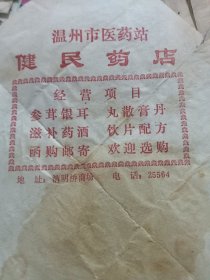 温州市医药站
健民药店
经营项目
参茸银耳 丸散膏丹
滋补药酒 饮片配方
函购邮寄 欢迎选购
地址： 电话：25564